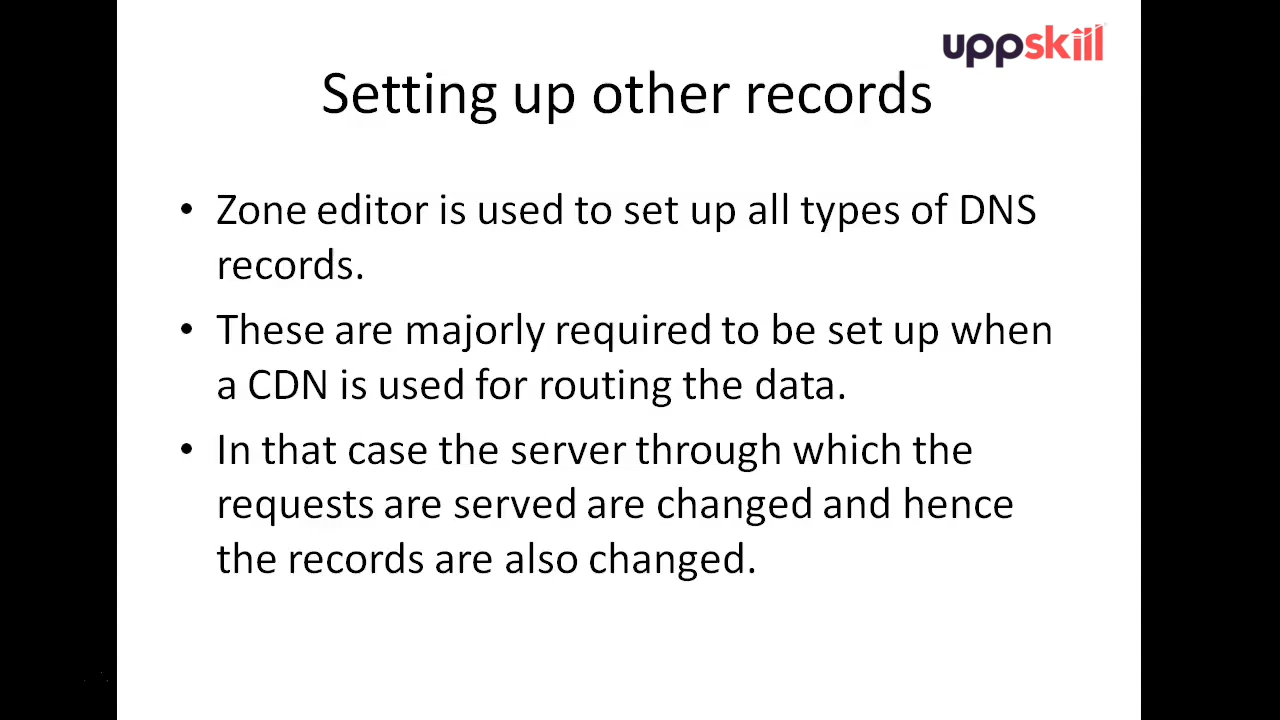 uppskill
Setting up other records
• Zone editor is used to set up all types of DNS
records.
• These are majorly required to be set up when
a CDN is used for routing the data.
• In that case the server through which the
requests are served are changed and hence
the records are also changed.